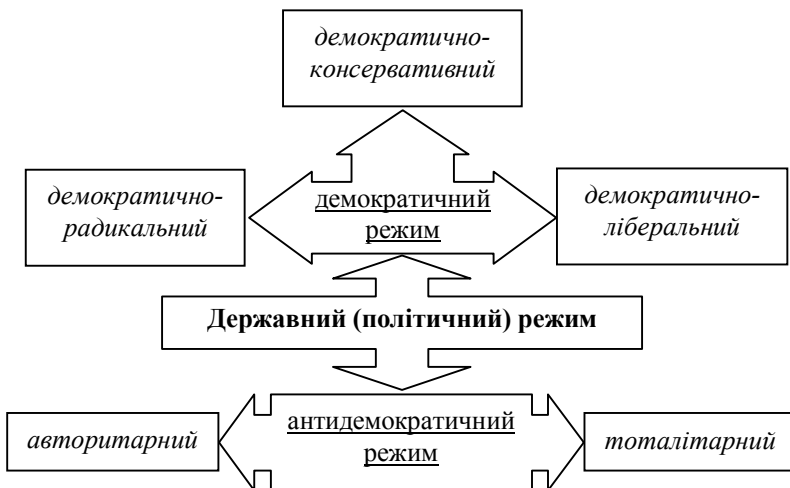 демократично-
консервативний
демократично-
радикальний
демократичний
режим
демократично-
ліберальний
Державний (політичний) режим
авторитарний
антидемократичний
режим
тоталітарний